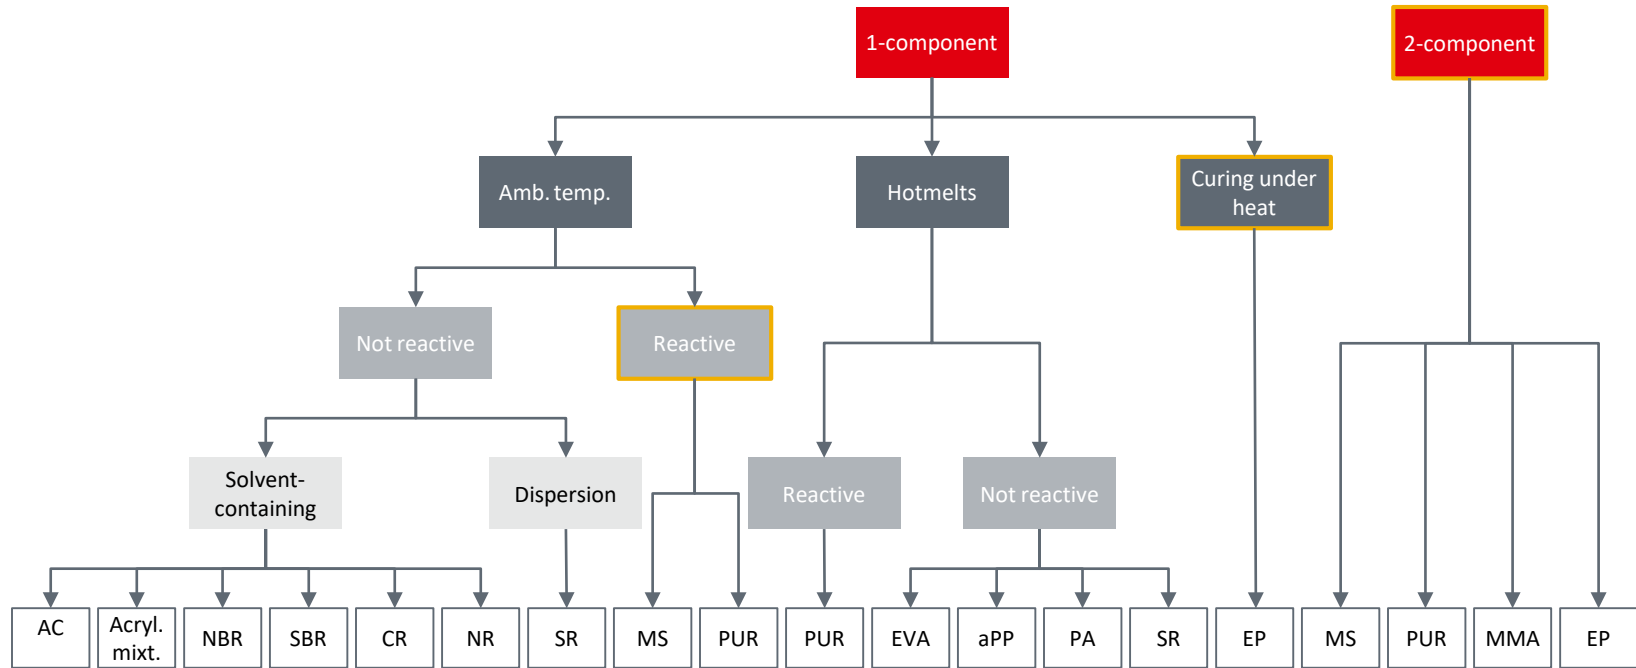 1-component
2-component
Amb. temp.
Hotmelts
Curing under
heat
Not reactive
Reactive
Solvent-
containing
Dispersion
Reactive
Not reactive
AC
Acryl.
mixt.
NBR
SBR
CR
NR
SR
MS
PUR
PUR
EVA
aPP
PA
SR
EP
MS
PUR
MMA
EP